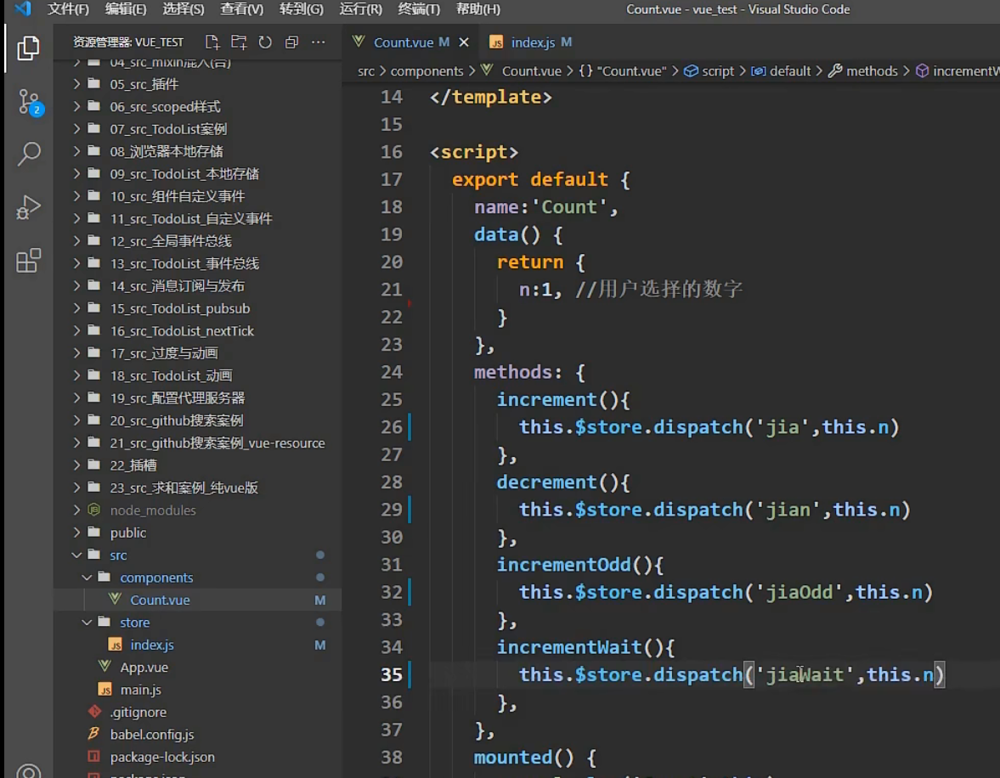 文件(F) 编辑(E) 选择(S) 查看(V) 转到(G) 运行(R) 终端(T) 帮助(H) Count.vue - vue_test - Visual Studio Code
资源管理器: VUE_TEST
04_src_mixin混入(合)
05_src_插件
06_src_scoped样式
07_src_TodoList案例
08_浏览器本地存储
09_src_TodoList_本地存储
10_src_组件自定义事件
11_src_TodoList_自定义事件
12_src_全局事件总线
13_src_TodoList_事件总线
14_src_消息订阅与发布
15_src_TodoList_pubsub
16_src_TodoList_nextTick
17_src_过度与动画
18_src_TodoList_动画
19_src_配置代理服务器
20_src_github搜索案例
21_src_github搜索案例_vue-resource
22_插槽
23_src_求和案例_纯vue版
node_modules
public
src
components
Count.vue M
store
index.js M
App.vue
main.js
.gitignore
babel.config.js
package-lock.json
2
Count.vue M × JS index.js M
src > components > Count.vue > {} "Count.vue" > script > default > methods > incrementW
14 </template>
15
16 <script>
17 export default {
18 name:'Count',
19 data() {
20 return {
21 n:1, //用户选择的数字
22 }
23 },
24 methods: {
25 increment(){
26 this.$store.dispatch('jia',this.n)
27 },
28 decrement(){
29 this.$store.dispatch('jian',this.n)
30 },
31 incrementOdd(){
32 this.$store.dispatch('jiaOdd',this.n)
33 },
34 incrementWait(){
35 this.$store.dispatch('jiaWait',this.n)
36 },
37 },
38 mounted() {